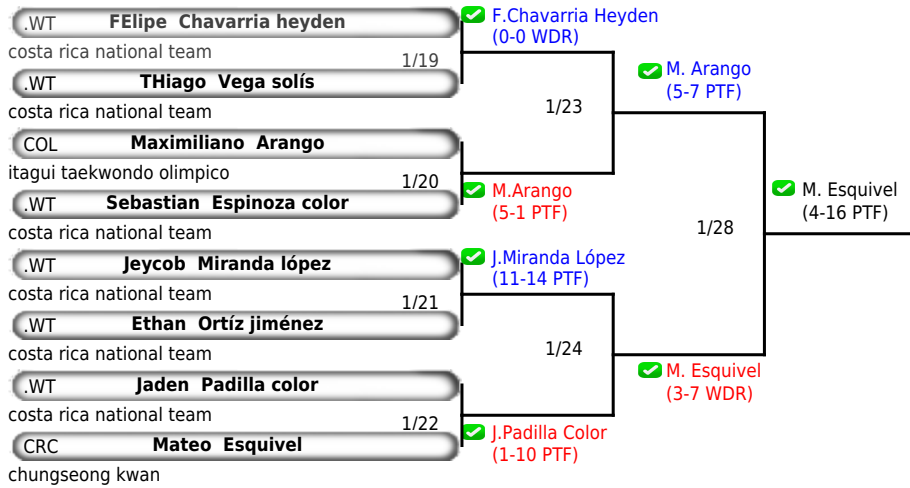 .WT FElipe Chavarria heyden
costa rica national team
1/19
.WT THiago Vega solís
costa rica national team
COL Maximiliano Arango
itagui taekwondo olimpico
1/20
.WT Sebastian Espinoza color
costa rica national team
.WT Jeycob Miranda lópez
costa rica national team
1/21
.WT Ethan Ortíz jiménez
costa rica national team
.WT Jaden Padilla color
costa rica national team
1/22
CRC Mateo Esquivel
chungseong kwan
F.Chavarria Heyden
(0-0 WDR)
1/23
M.Arango
(5-1 PTF)
J.Miranda López
(11-14 PTF)
1/24
J.Padilla Color
(1-10 PTF)
M. Arango
(5-7 PTF)
1/28
M. Esquivel
(3-7 WDR)
M. Esquivel
(4-16 PTF)